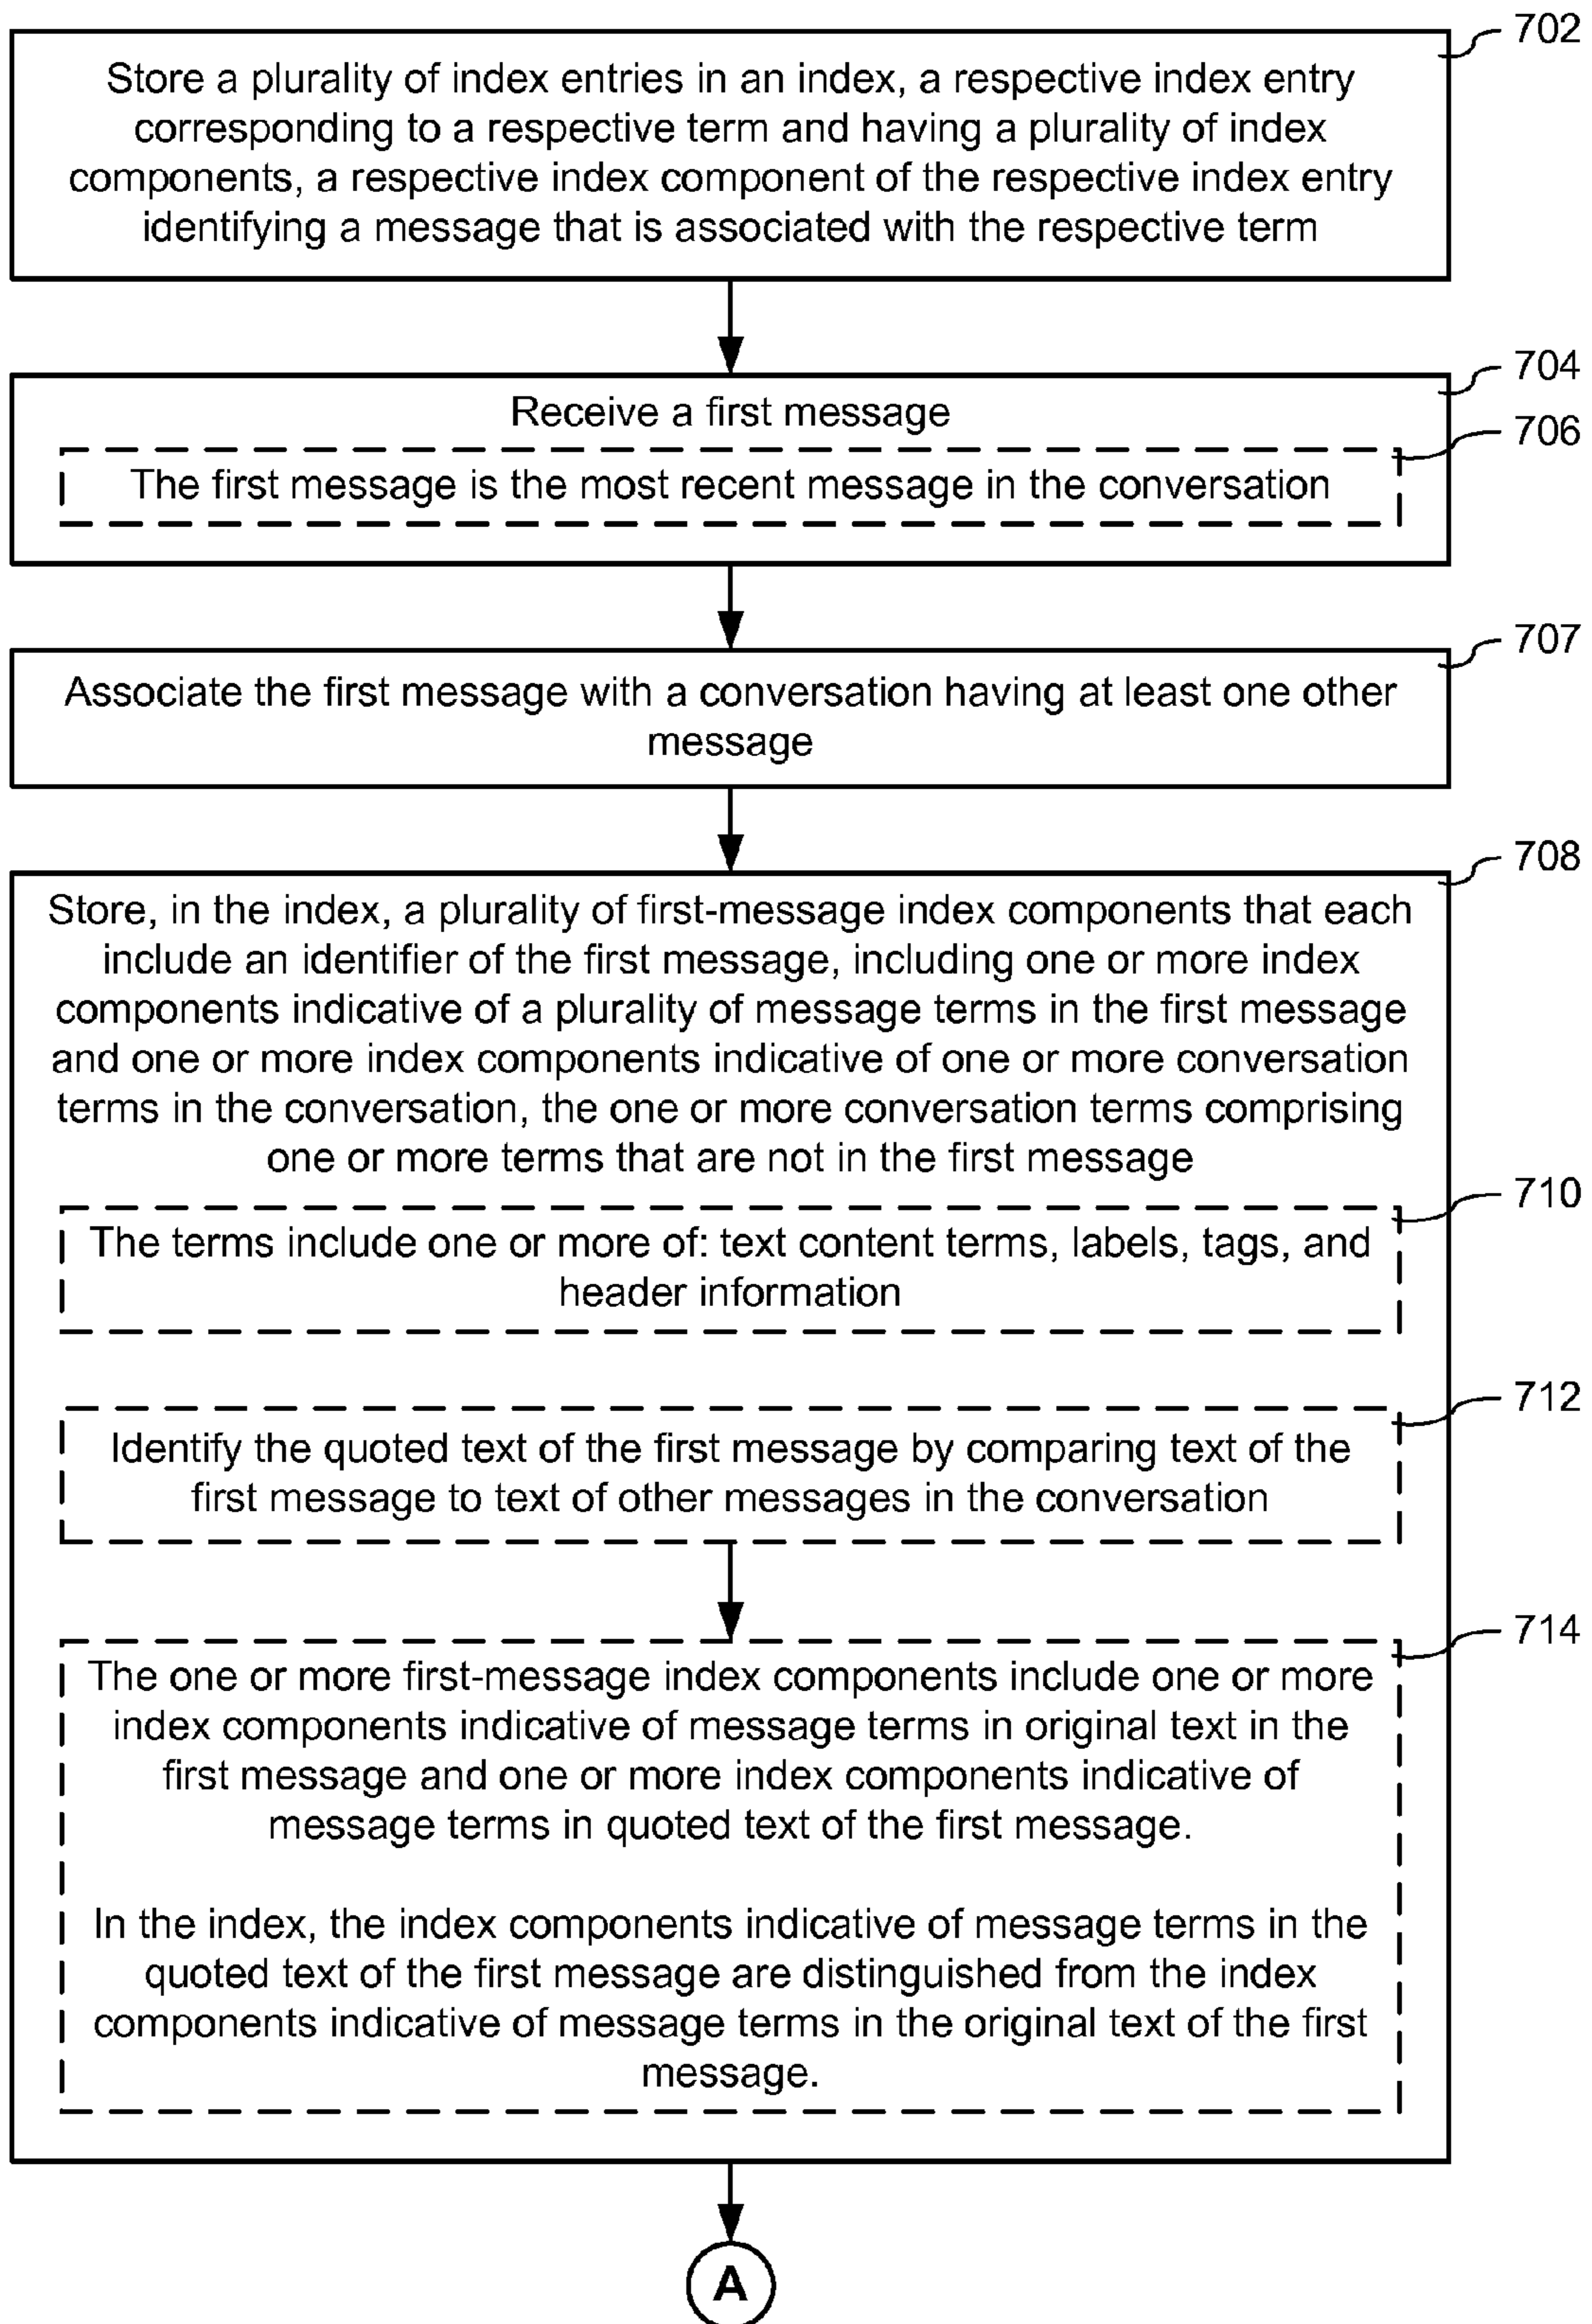 702
Store a plurality of index entries in an index, a respective index entry
corresponding to a respective term and having a plurality of index
components, a respective index component of the respective index entry
identifying a message that is associated with the respective term
704
Receive a first message
706
The first message is the most recent message in the conversation
707
Associate the first message with a conversation having at least one other
message
708
Store, in the index, a plurality of first-message index components that each
include an identifier of the first message, including one or more index
components indicative of a plurality of message terms in the first message
and one or more index components indicative of one or more conversation
terms in the conversation, the one or more conversation terms comprising
one or more terms that are not in the first message
710
The terms include one or more of: text content terms, labels, tags, and
header information
712
Identify the quoted text of the first message by comparing text of the
first message to text of other messages in the conversation
714
The one or more first-message index components include one or more
index components indicative of message terms in original text in the
first message and one or more index components indicative of
message terms in quoted text of the first message.
In the index, the index components indicative of message terms in the
quoted text of the first message are distinguished from the index
components indicative of message terms in the original text of the first
message.
A